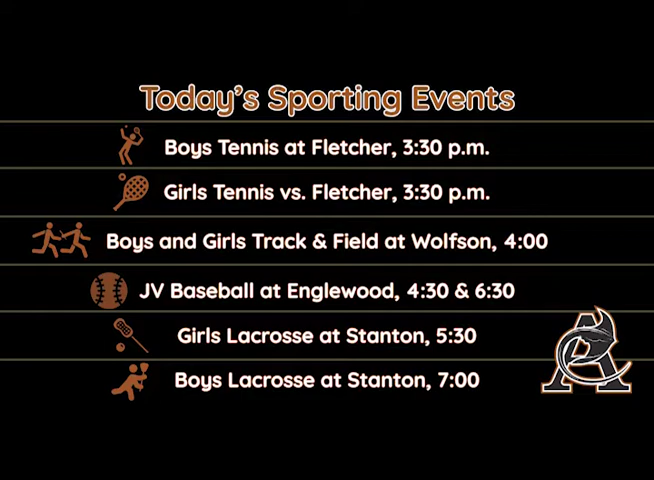 Today's Sporting Events
Boys Tennis at Fletcher, 3:30 p.m.
Girls Tennis vs. Fletcher, 3:30 p.m.
Boys and Girls Track & Field at Wolfson, 4:00
JV Baseball at Englewood, 4:30 & 6:30
Girls Lacrosse at Stanton, 5:30
Boys Lacrosse at Stanton, 7:00
A